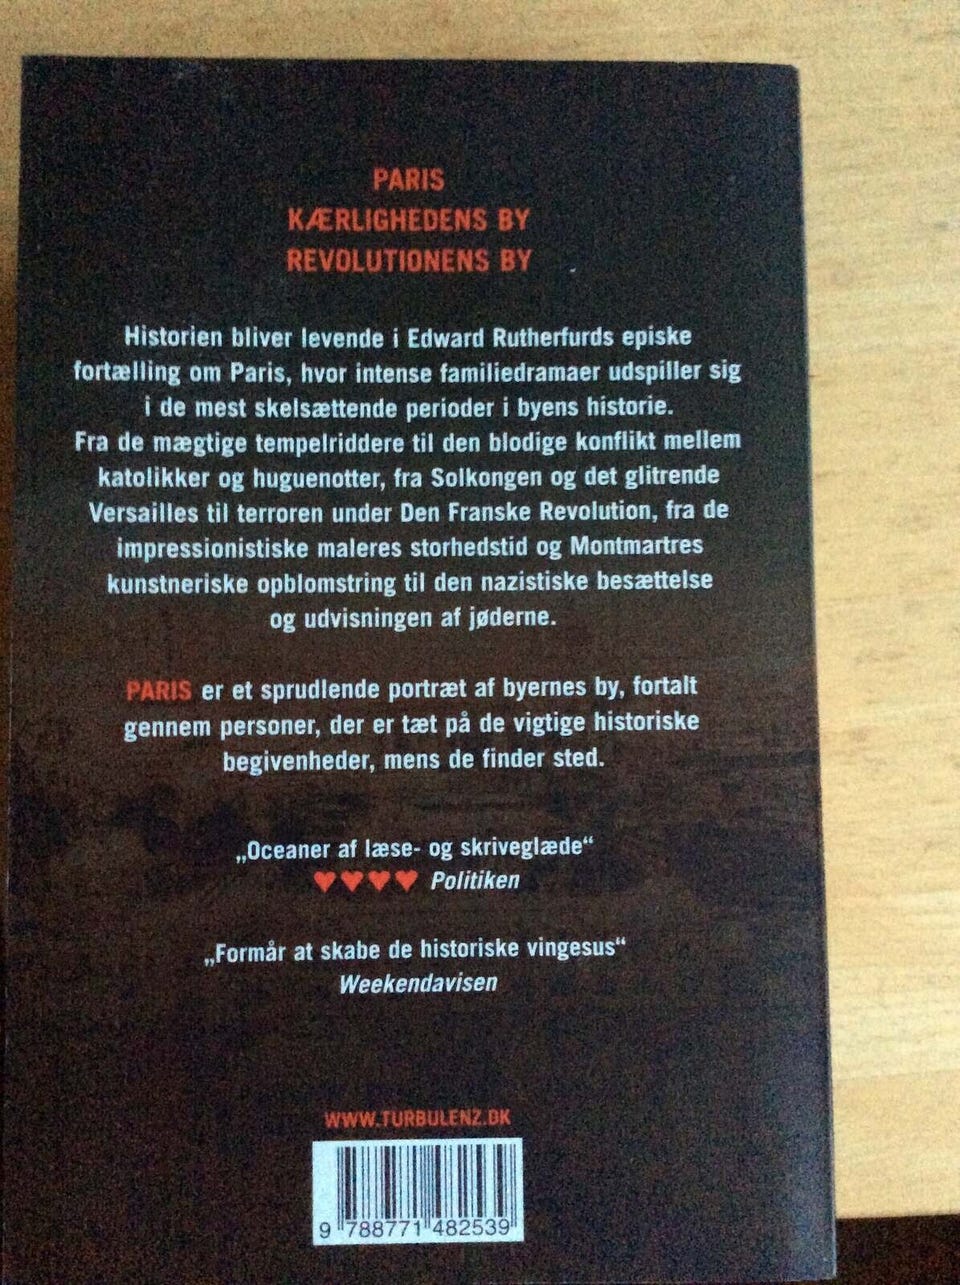 PARIS
KÆRLIGHEDENS BY
REVOLUTIONENS BY
Historien bliver levende i Edward Rutherfurds episke
fortælling om Paris, hvor intense familiedramaer udspiller sig
i de mest skelsættende perioder i byens historie.
Fra de mægtige tempelriddere til den blodige konflikt mellem
katolikker og huguenotter, fra Solkongen og det glitrende
Versailles til terroren under Den Franske Revolution, fra de
impressionistiske maleres storhedstid og Montmartres
kunstneriske opblomstring til den nazistiske besættelse
og udvisningen af jøderne.
PARIS er et sprudlende portræt af byernes by, fortalt
gennem personer, der er tæt på de vigtige historiske
begivenheder, mens de finder sted.
„Oceaner af læse- og skriveglæde“
♥♥♥♥ Politiken
„Formår at skabe de historiske vingesus“
Weekendavisen
WWW.TURBULENZ.DK
9 788771 482539